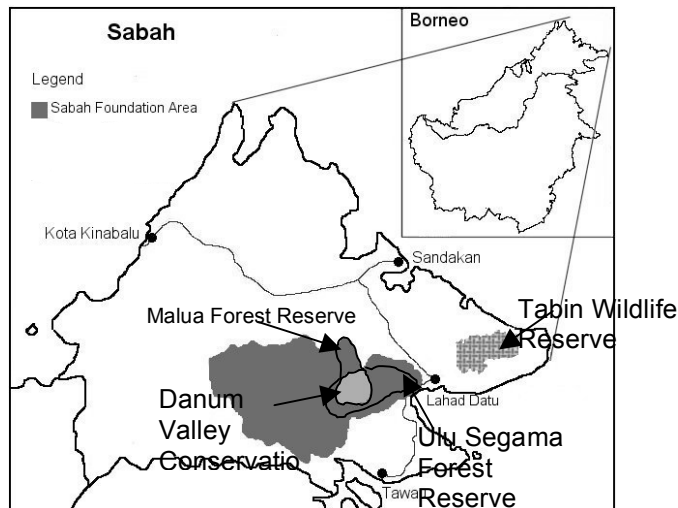 Sabah
Borneo
Legend
Sabah Foundation Area
Kota Kinabalu
Sandakan
Malua Forest Reserve
Tabin Wildlife
Reserve
Danum
Valley
Conservatio
Lahad Datu
Ulu Segama
Forest
Reserve
Tawa